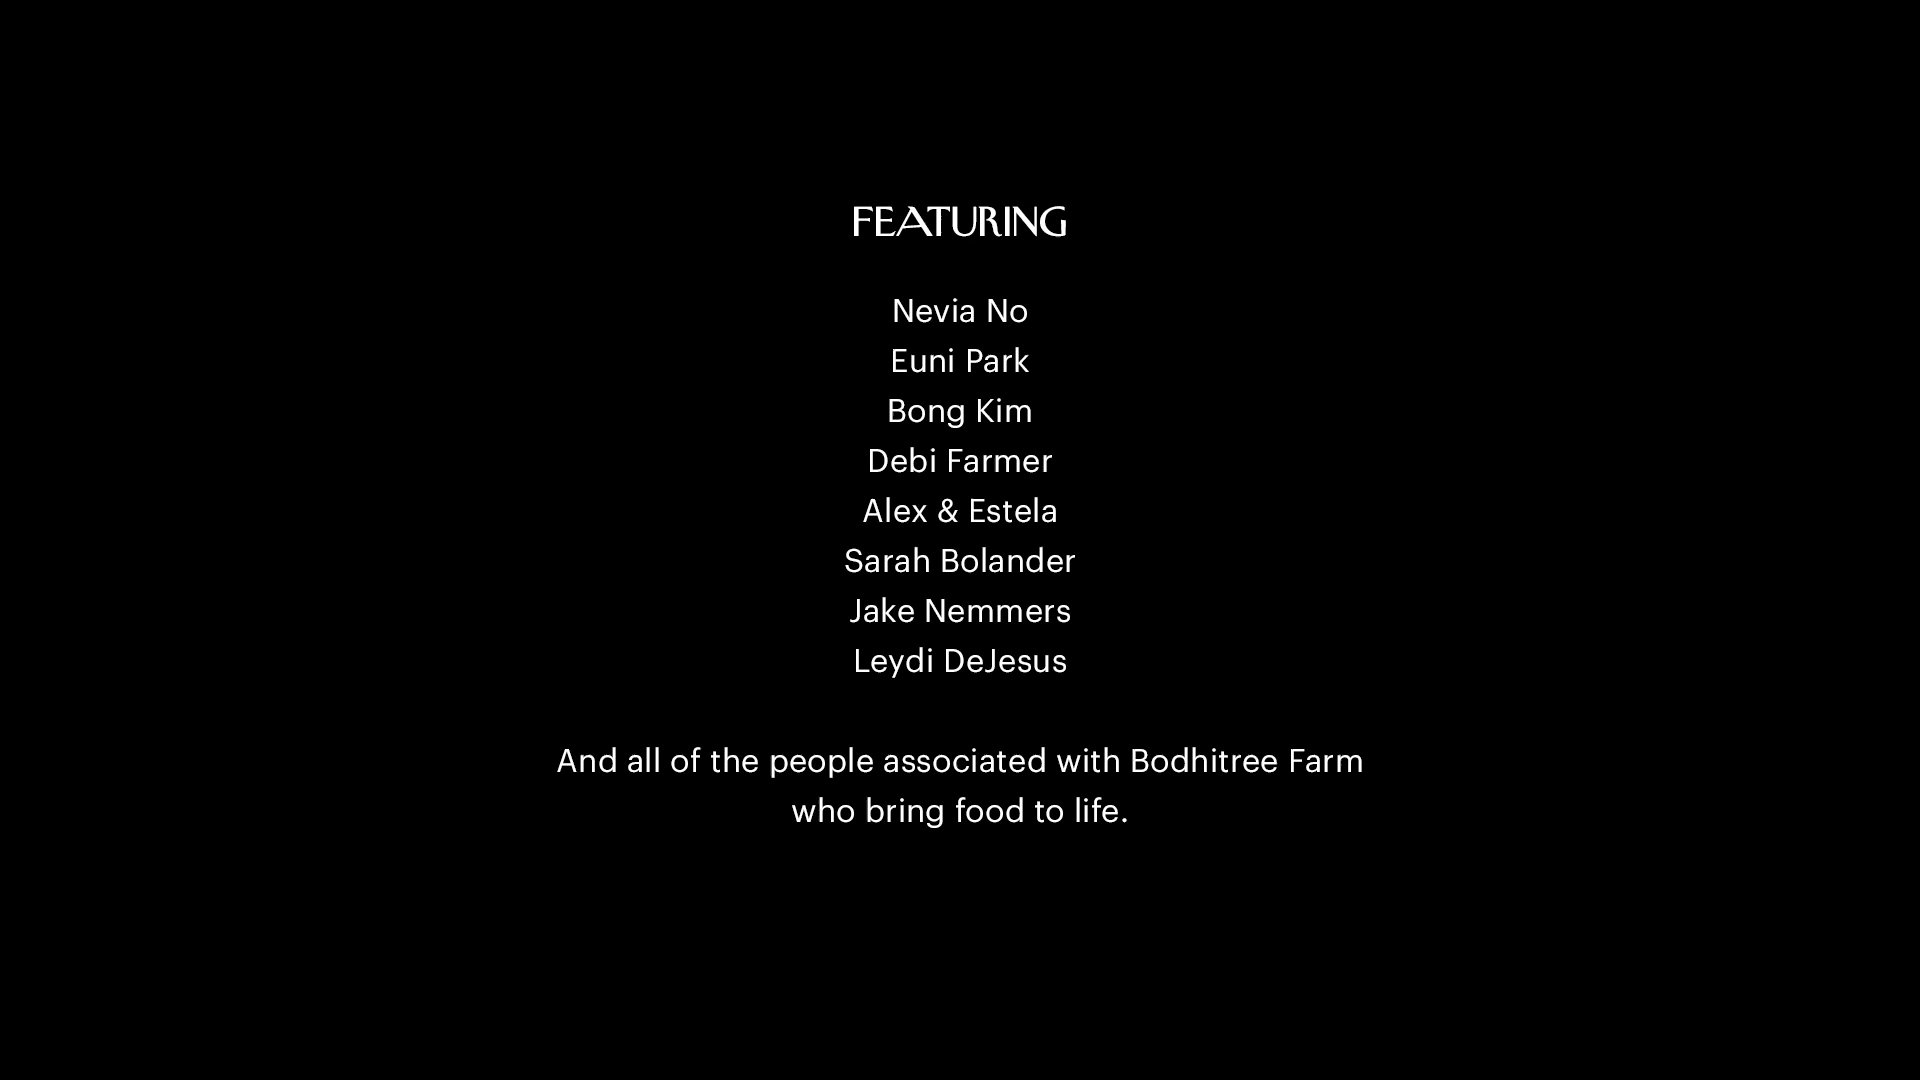 FEATURING
Nevia No
Euni Park
Bong Kim
Debi Farmer
Alex & Estela
Sarah Bolander
Jake Nemmers
Leydi DeJesus
And all of the people associated with Bodhitree Farm
who bring food to life.